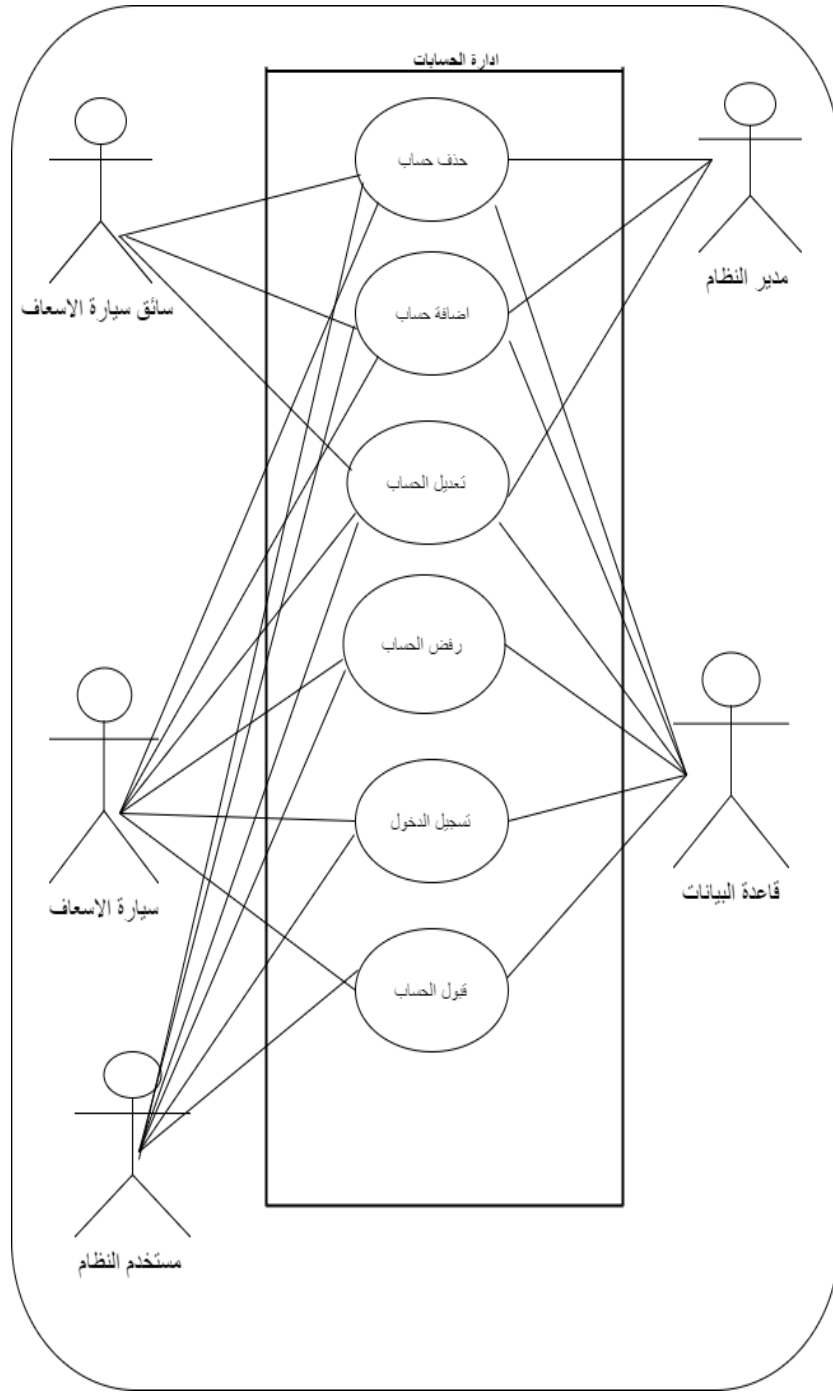 ادارة الحسابات
حذف حساب
سائق سيارة الاسعاف
مدير النظام
اضافة حساب
تعديل الحساب
رفض الحساب
تسجيل الدخول
سيارة الاسعاف
قاعدة البيانات
قبول الحساب
مستخدم النظام